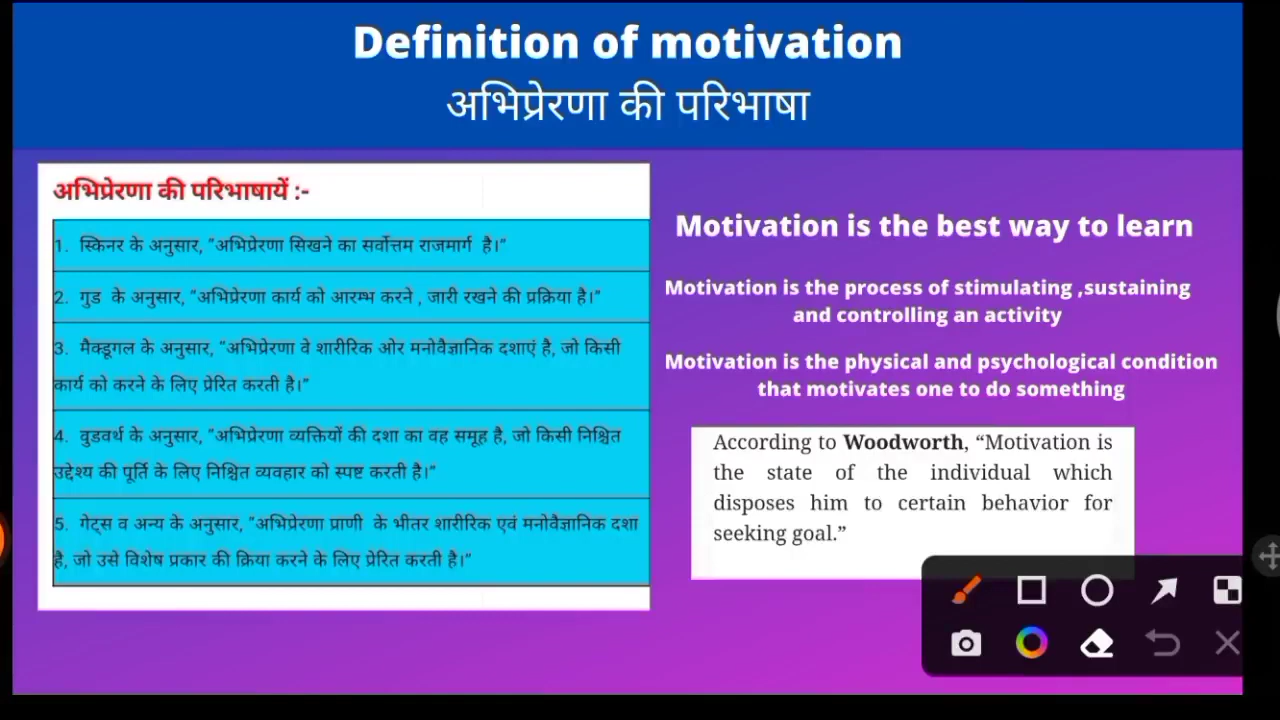 Definition of motivation
अभिप्रेरणा की परिभाषा
अभिप्रेरणा की परिभाषायें :-
1. स्किनर के अनुसार, "अभिप्रेरणा सिखने का सर्वोत्तम राजमार्ग है।"
2. गुड के अनुसार, "अभिप्रेरणा कार्य को आरम्भ करने , जारी रखने की प्रक्रिया है।"
3. मैक्डूगल के अनुसार, "अभिप्रेरणा वे शारीरिक ओर मनोवैज्ञानिक दशाएं है, जो किसी
कार्य को करने के लिए प्रेरित करती है।"
4. वुडवर्थ के अनुसार, "अभिप्रेरणा व्यक्तियों की दशा का वह समूह है, जो किसी निश्चित
उद्देश्य की पूर्ति के लिए निश्चित व्यवहार को स्पष्ट करती है।"
5. गेट्स व अन्य के अनुसार, "अभिप्रेरणा प्राणी के भीतर शारीरिक एवं मनोवैज्ञानिक दशा
है, जो उसे विशेष प्रकार की क्रिया करने के लिए प्रेरित करती है।"
Motivation is the best way to learn
Motivation is the process of stimulating ,sustaining
and controlling an activity
Motivation is the physical and psychological condition
that motivates one to do something
According to Woodworth, “Motivation is
the state of the individual which
disposes him to certain behavior for
seeking goal.”